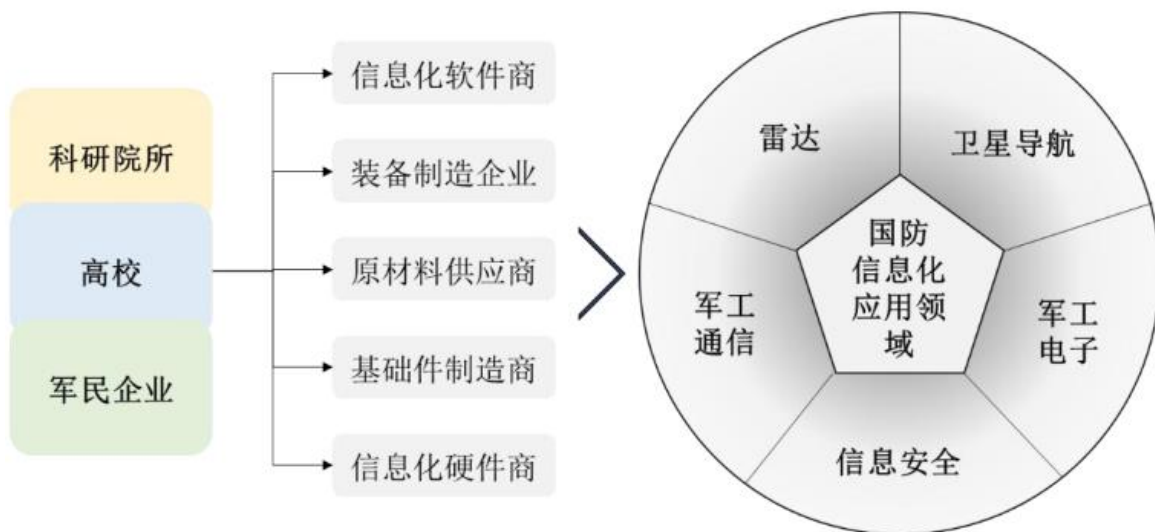 科研院所
高校
军民企业
信息化软件商
装备制造企业
原材料供应商
基础件制造商
信息化硬件商
雷达
卫星导航
国防
信息化
应用领
域
军工
通信
军工
电子
信息安全